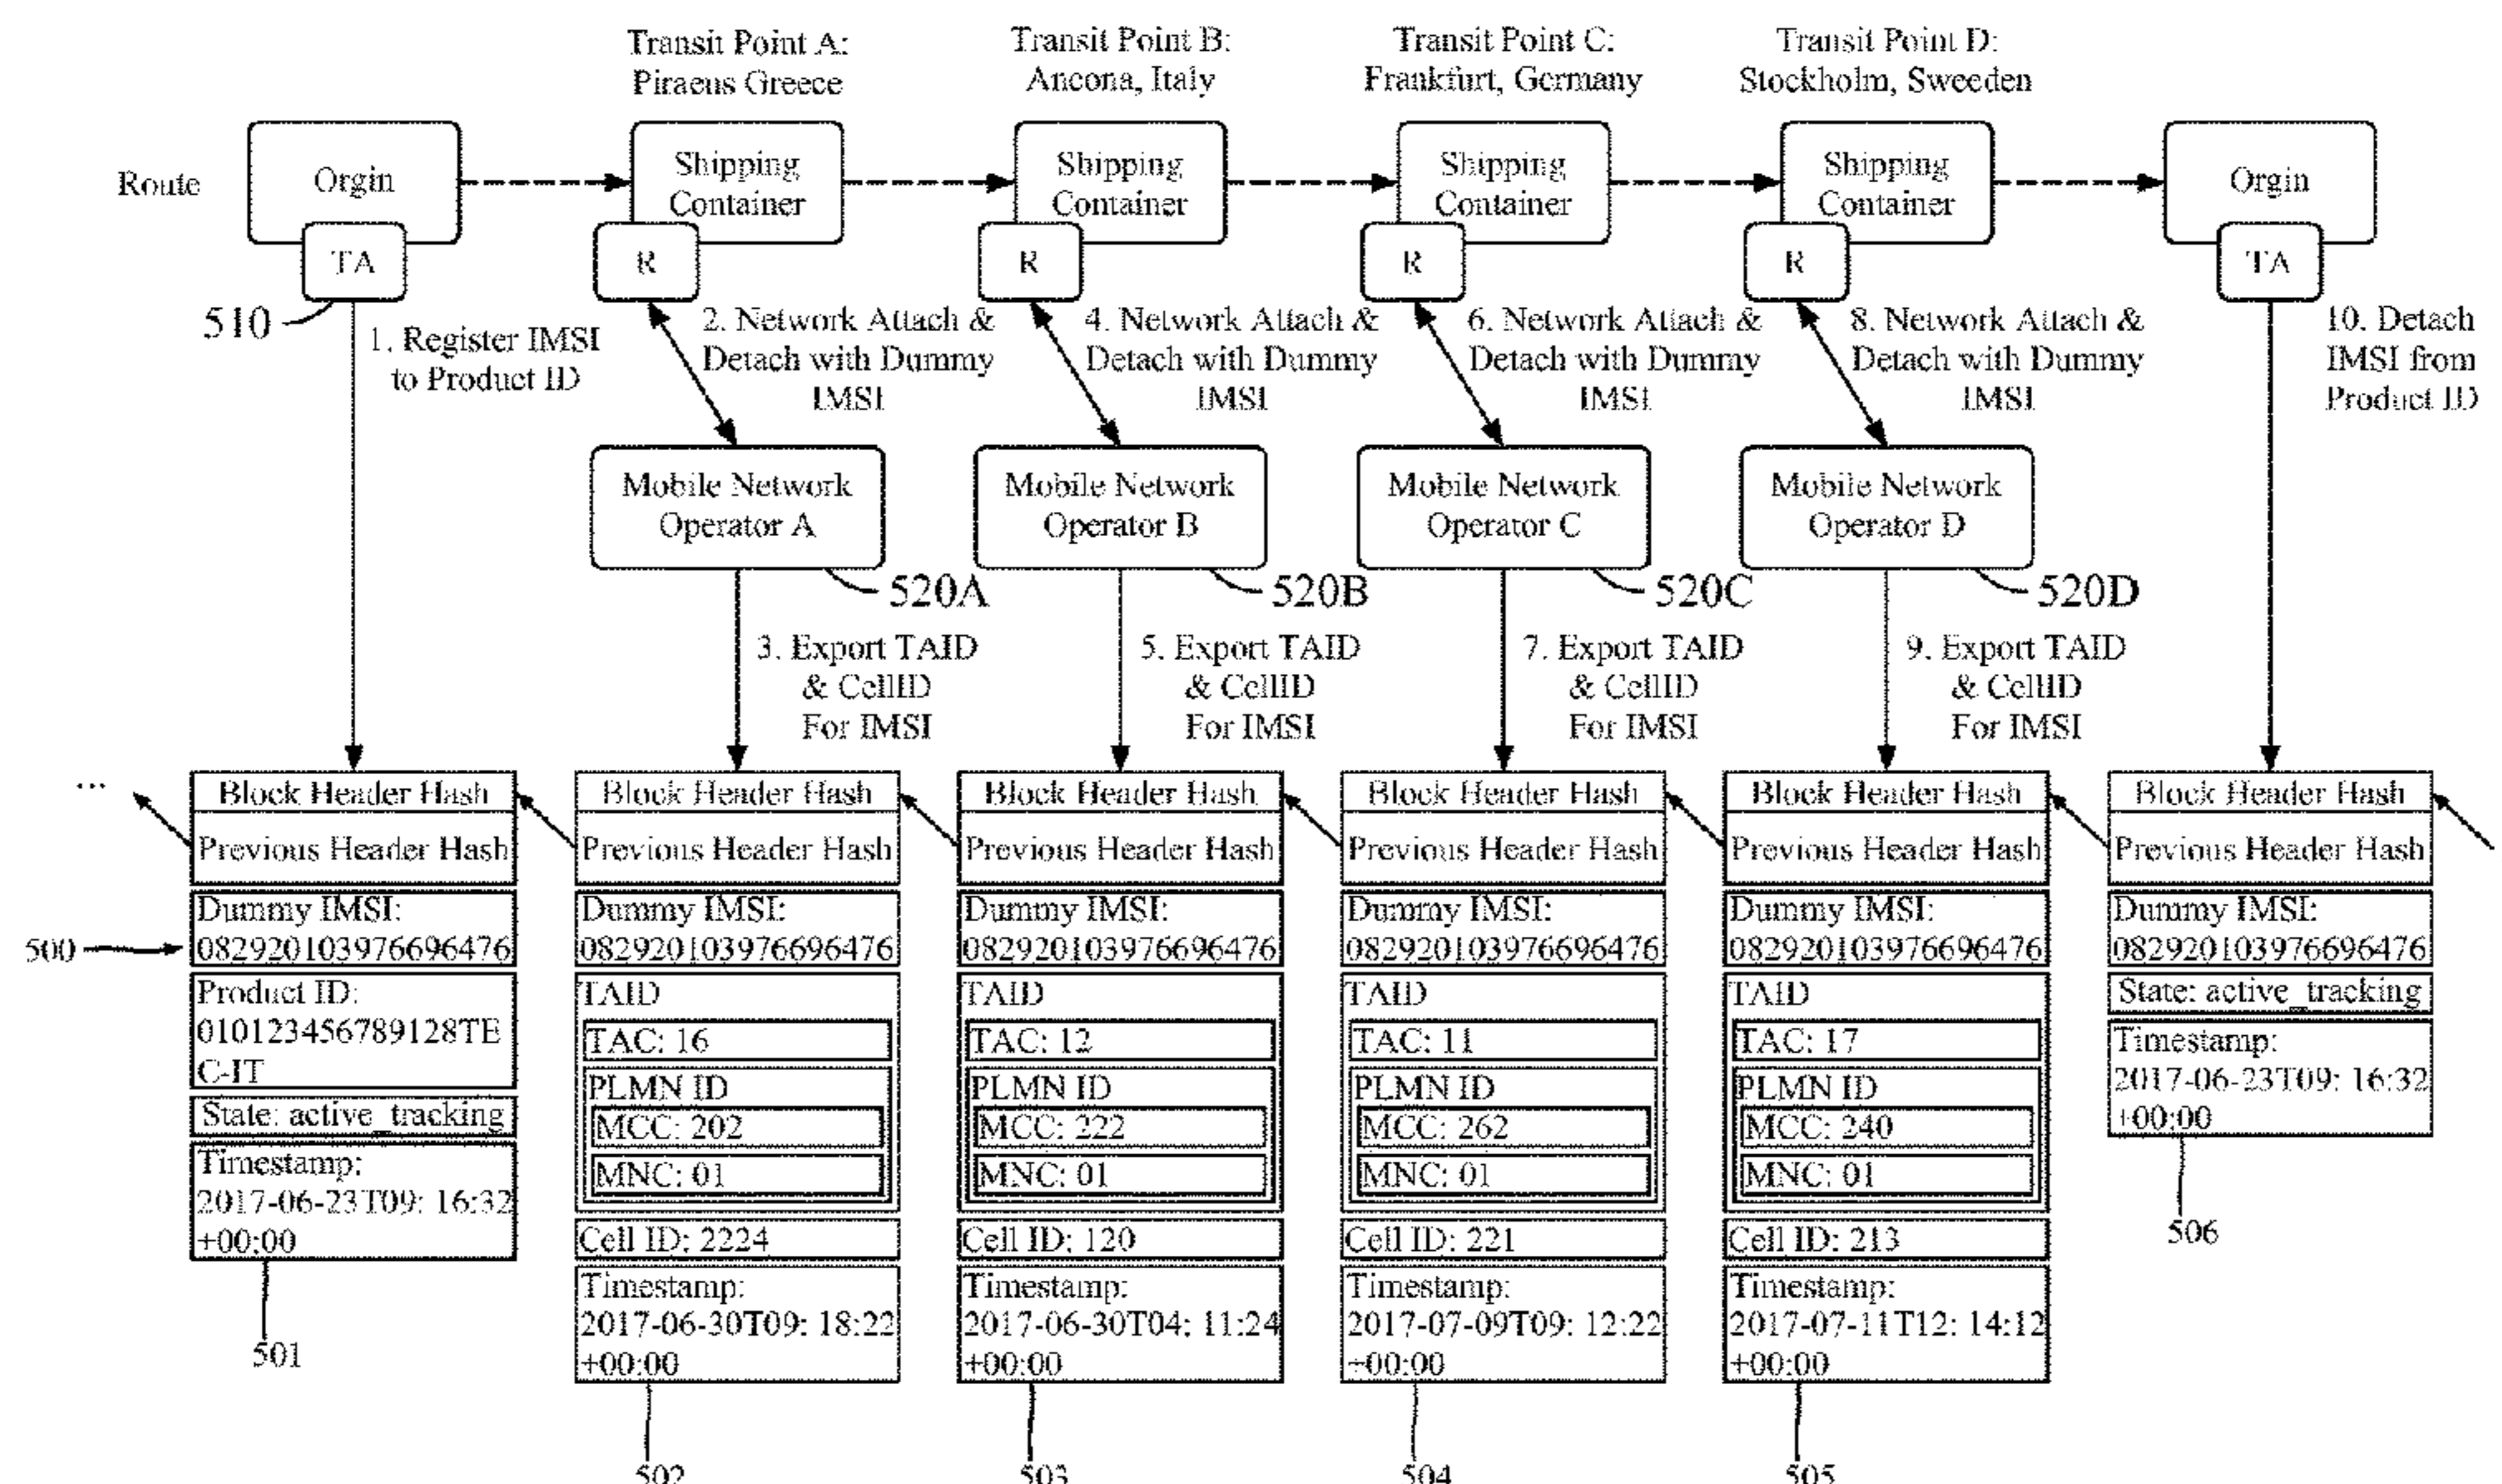 Transit Point A:
Piraeus Greece
Transit Point B:
Ancona, Italy
Transit Point C:
Frankfurt, Germany
Transit Point D:
Stockholm, Sweeden
Route
Orgin
TA
Shipping
Container
R
Shipping
Container
R
Shipping
Container
R
Shipping
Container
R
Orgin
TA
510
1. Register IMSI
to Product ID
2. Network Attach &
Detach with Dummy
IMSI
4. Network Attach &
Detach with Dummy
IMSI
6. Network Attach &
Detach with Dummy
IMSI
8. Network Attach &
Detach with Dummy
IMSI
10. Detach
IMSI from
Product ID
Mobile Network
Operator A
Mobile Network
Operator B
Mobile Network
Operator C
Mobile Network
Operator D
520A
520B
520C
520D
3. Export TAID
& CellID
For IMSI
5. Export TAID
& CellID
For IMSI
7. Export TAID
& CellID
For IMSI
9. Export TAID
& CellID
For IMSI
...
500
Block Header Hash
Previous Header Hash
Dummy IMSI:
082920103976696476
Product ID:
010123456789128TE
C-IT
State: active_tracking
Timestamp:
2017-06-23T09: 16:32
+00:00
501
Block Header Hash
Previous Header Hash
Dummy IMSI:
082920103976696476
TAID
TAC: 16
PLMN ID
MCC: 202
MNC: 01
Cell ID: 2224
Timestamp:
2017-06-30T09: 18:22
+00:00
502
Block Header Hash
Previous Header Hash
Dummy IMSI:
082920103976696476
TAID
TAC: 12
PLMN ID
MCC: 222
MNC: 01
Cell ID: 120
Timestamp:
2017-06-30T04: 11:24
+00:00
503
Block Header Hash
Previous Header Hash
Dummy IMSI:
082920103976696476
TAID
TAC: 11
PLMN ID
MCC: 262
MNC: 01
Cell ID: 221
Timestamp:
2017-07-09T09: 12:22
+00:00
504
Block Header Hash
Previous Header Hash
Dummy IMSI:
082920103976696476
TAID
TAC: 17
PLMN ID
MCC: 240
MNC: 01
Cell ID: 213
Timestamp:
2017-07-11T12: 14:12
+00:00
505
Block Header Hash
Previous Header Hash
Dummy IMSI:
082920103976696476
State: active_tracking
Timestamp:
2017-06-23T09: 16:32
+00:00
506